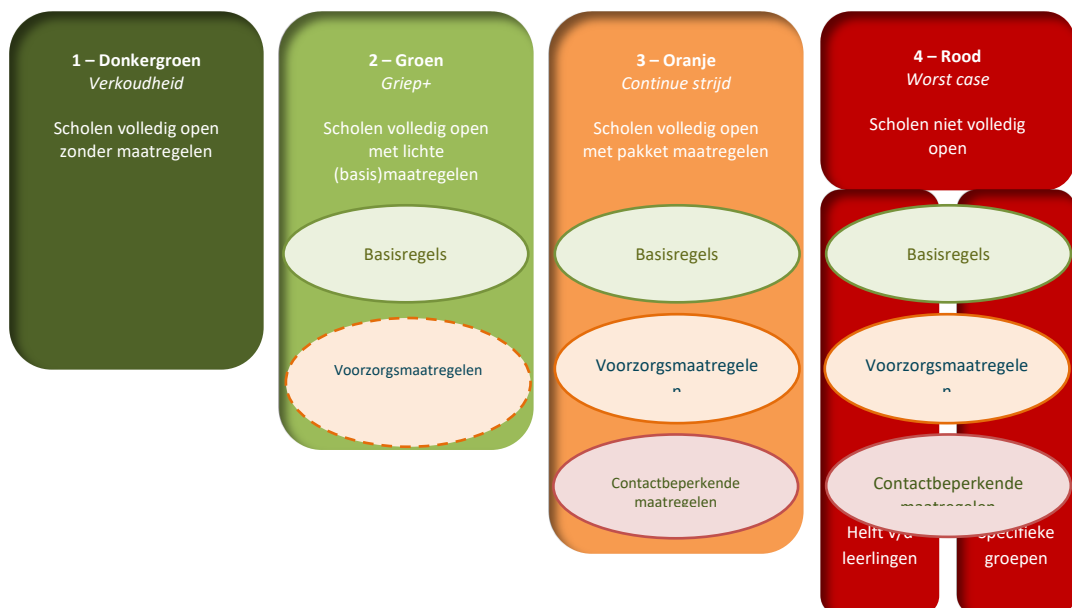 1 – Donkergroen
Verkoudheid
Scholen volledig open
zonder maatregelen
2 – Groen
Griep+
Scholen volledig open
met lichte
(basis)maatregelen
Basisregels
Voorzorgsmaatregelen
3 – Oranje
Continue strijd
Scholen volledig open
met pakket maatregelen
Basisregels
Voorzorgsmaatregele
n
Contactbeperkende
maatregelen
4 – Rood
Worst case
Scholen niet volledig
open
Basisregels
Voorzorgsmaatregele
n
Contactbeperkende
maatregelen
Helft v/d
leerlingen
Specifieke
groepen